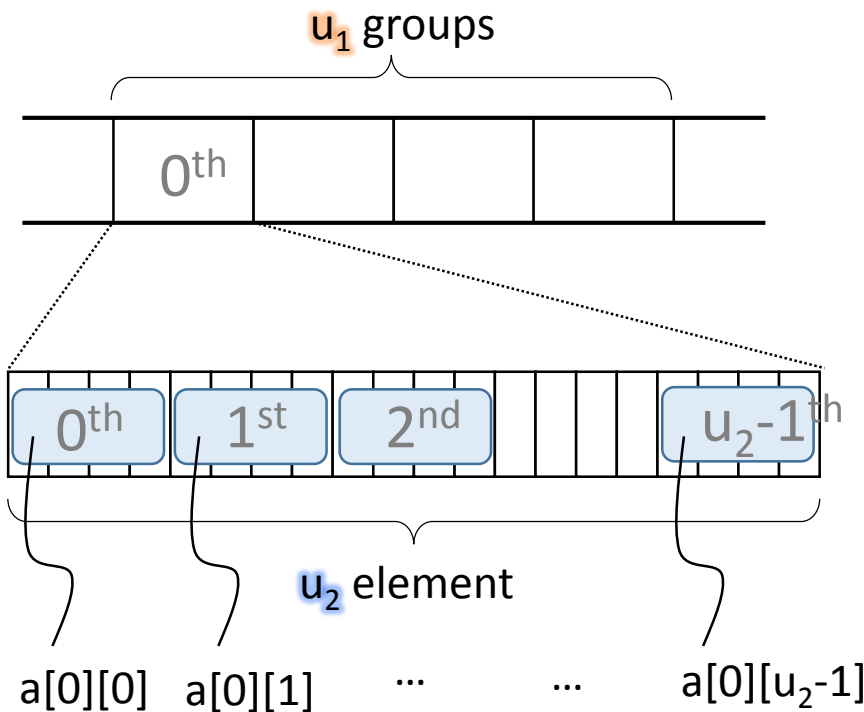 u₁ groups
0ᵗʰ
0ᵗʰ 1ˢᵗ 2ⁿᵈ u₂-1ᵗʰ
u₂ element
a[0][0] a[0][1] ... ... a[0][u₂-1]